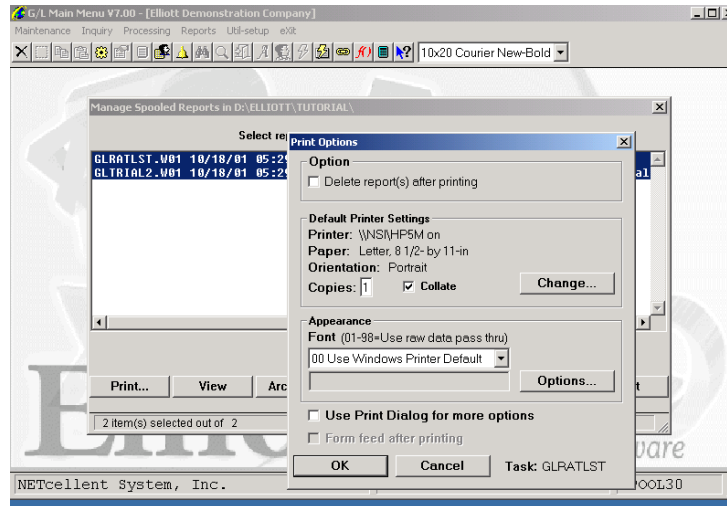 G/L Main Menu V7.00 - [Elliott Demonstration Company]
Maintenance Inquiry Processing Reports Util-setup eXit
10x20 Courier New-Bold
Manage Spooled Reports in D:\ELLIOTT\TUTORIAL\
Select re
GLRATLST.W01 10/18/01 05:29
GLTRIAL2.W01 10/18/01 05:29
al
Print Options
Option
Delete report(s) after printing
Default Printer Settings
Printer: \\NSI\HP5M on
Paper: Letter, 8 1/2- by 11-in
Orientation: Portrait
Copies: 1 Collate Change...
Appearance
Font (01-98=Use raw data pass thru)
00 Use Windows Printer Default
Options...
Use Print Dialog for more options
Form feed after printing
OK Cancel Task: GLRATLST
Print... View Arc t
2 item(s) selected out of 2
ware
NETcellent System, Inc. POOL30